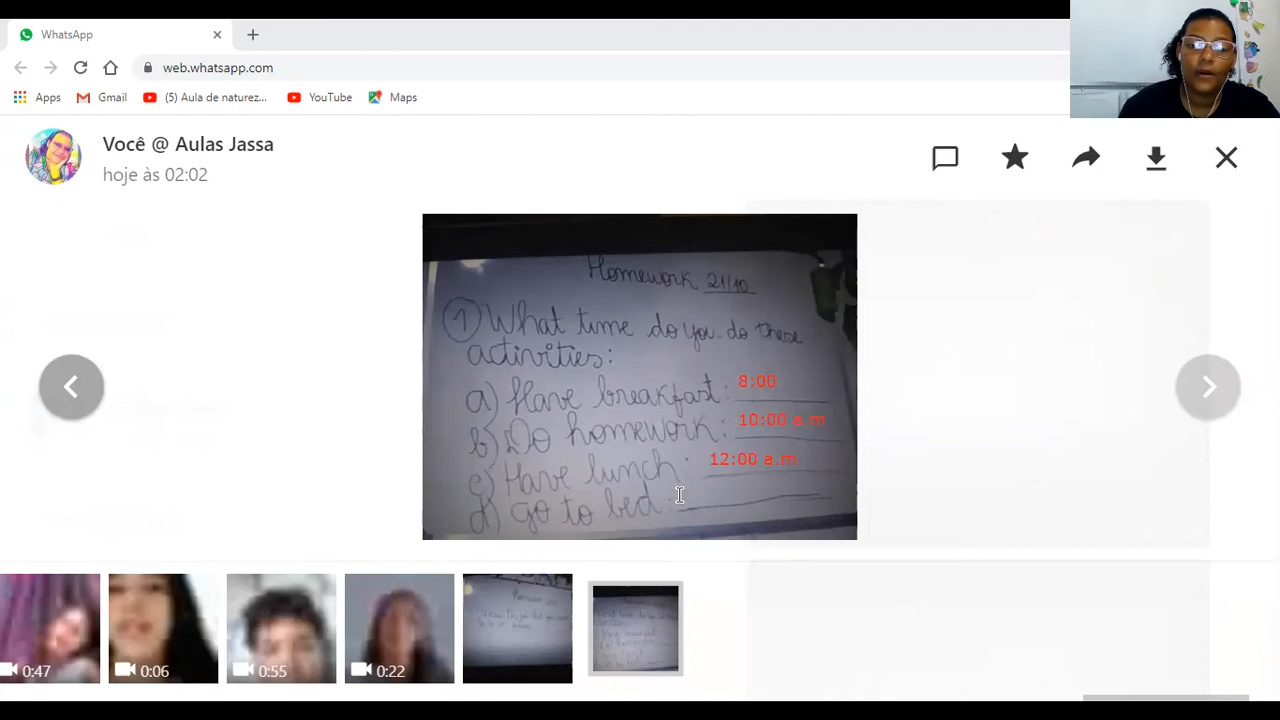 WhatsApp
web.whatsapp.com
Apps Gmail (5) Aula de naturez... YouTube Maps
Você @ Aulas Jassa
hoje às 02:02
Homework 21/10
1) What time do you do these
activities:
a) Have breakfast: 8:00
b) Do homework: 10:00 a m
c) Have lunch: 12:00 a.m
d) go to bed:
0:47 0:06 0:55 0:22